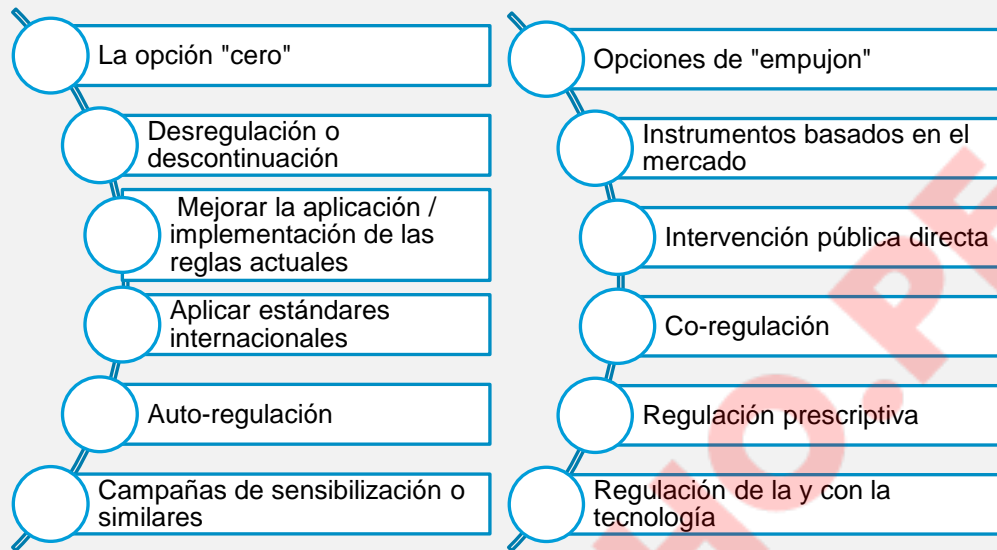 La opción "cero"
Desregulación o
descontinuación
Mejorar la aplicación /
implementación de las
reglas actuales
Aplicar estándares
internacionales
Auto-regulación
Campañas de sensibilización o
similares
Opciones de "empujon"
Instrumentos basados en el
mercado
Intervención pública directa
Co-regulación
Regulación prescriptiva
Regulación de la y con la
tecnología
HO.PE